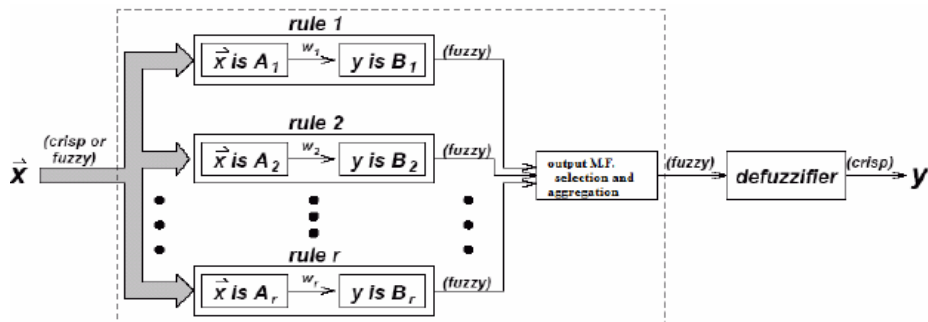 rule 1
x⃗ is A₁
w₁
y is B₁
(fuzzy)
(crisp or
fuzzy)
x⃗
rule 2
x⃗ is A₂
w₂
y is B₂
(fuzzy)
output M.F.
selection and
aggregation
(fuzzy)
defuzzifier
(crisp)
y
rule r
x⃗ is Aᵣ
wᵣ
y is Bᵣ
(fuzzy)